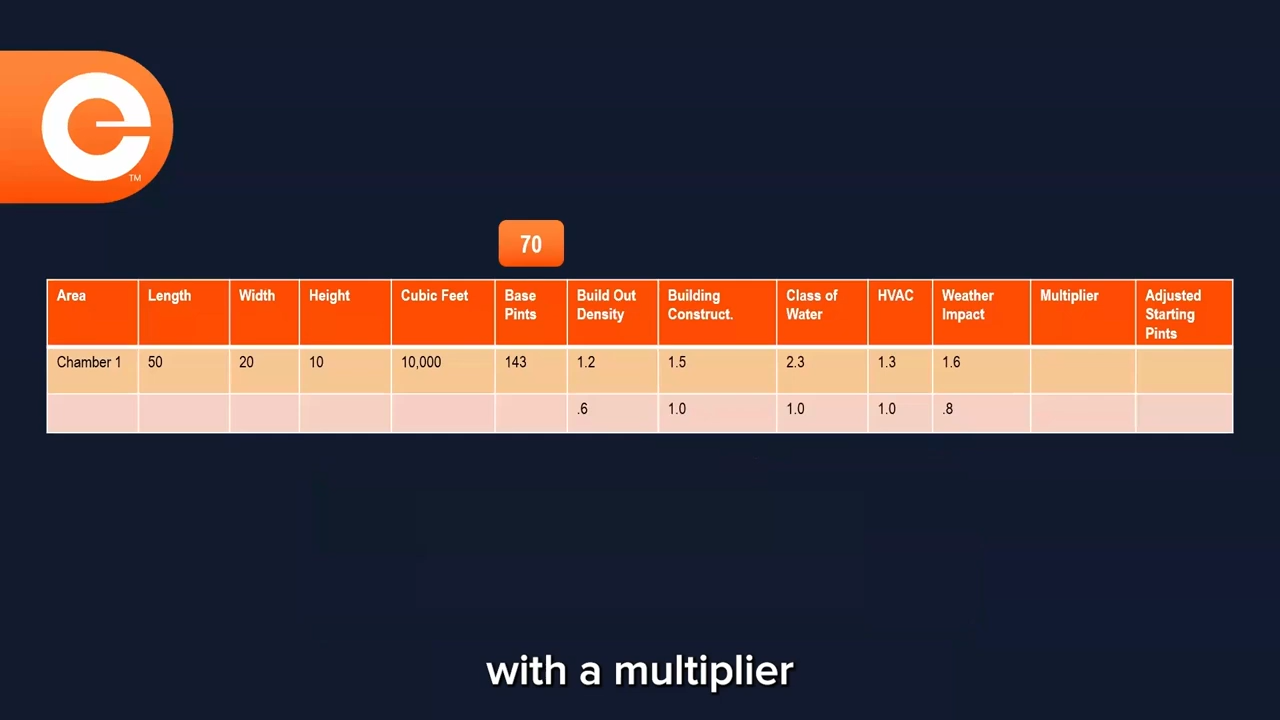 TM
70
Area Length Width Height Cubic Feet Base Pints Build Out Density Building Construct. Class of Water HVAC Weather Impact Multiplier Adjusted Starting Pints
Chamber 1 50 20 10 10,000 143 1.2 1.5 2.3 1.3 1.6
.6 1.0 1.0 1.0 .8
with a multiplier